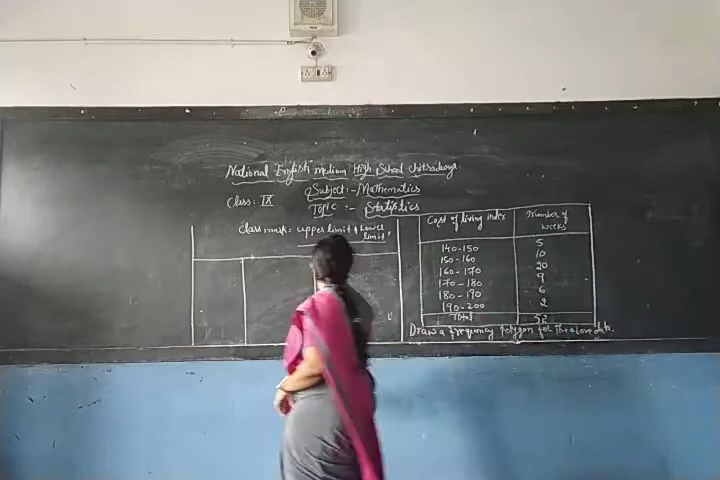 National English medium High School chitradurga.
Subject:- Mathematics
Class: IX
Topic :- Statistics
Class mark = upper limit + Lower limit
Cost of living index Number of weeks
140-150 5
150-160 10
160-170 20
170-180 9
180-190 6
190-200 2
Total 52
Draw a frequency polygon for the above data.